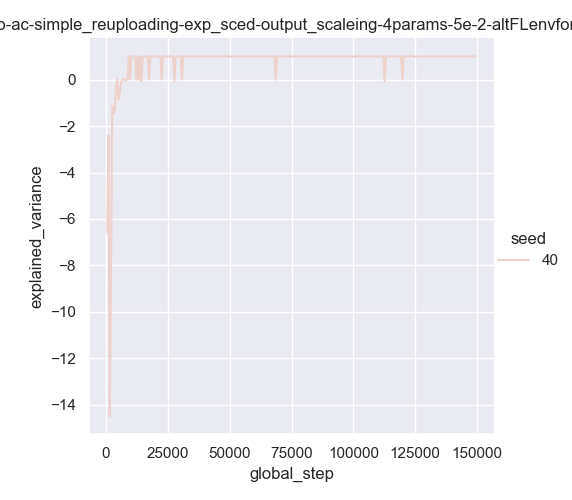 o-ac-simple_reuploading-exp_sced-output_scaleing-4params-5e-2-altFLenvfor
0
−2
−4
−6
−8
−10
−12
−14
explained_variance
0 25000 50000 75000 100000 125000 150000
global_step
seed
40